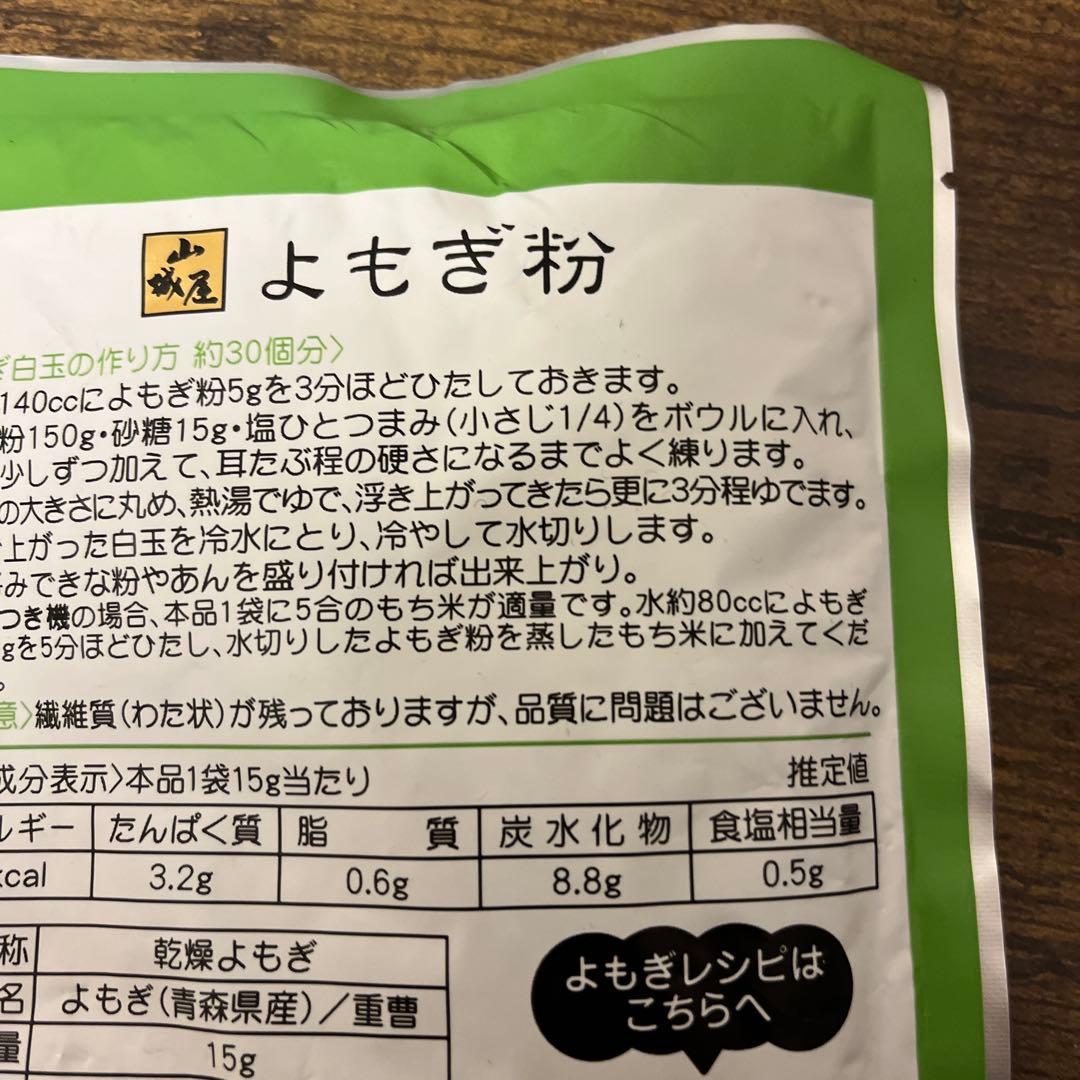 山城屋
よもぎ粉
白玉の作り方 約30個分〉
140ccによもぎ粉5gを3分ほどひたしておきます。
粉150g・砂糖15g・塩ひとつまみ(小さじ1/4)をボウルに入れ、
少しずつ加えて、耳たぶ程の硬さになるまでよく練ります。
の大きさに丸め、熱湯でゆで、浮き上がってきたら更に3分程ゆでます。
上がった白玉を冷水にとり、冷やして水切りします。
みできな粉やあんを盛り付ければ出来上がり。
つき機の場合、本品1袋に5合のもち米が適量です。水約80ccによもぎ
gを5分ほどひたし、水切りしたよもぎ粉を蒸したもち米に加えてくだ
。
意〉繊維質(わた状)が残っておりますが、品質に問題はございません。
成分表示〉本品1袋15g当たり 推定値
ルギー たんぱく質 脂質 炭水化物 食塩相当量
kcal 3.2g 0.6g 8.8g 0.5g
称 乾燥よもぎ
名 よもぎ(青森県産)/重曹
量 15g
よもぎレシピは
こちらへ